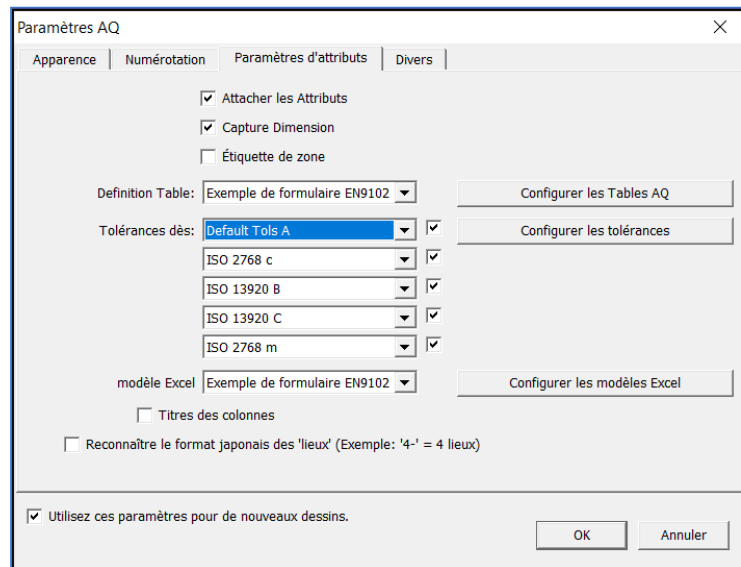 Paramètres AQ
Apparence Numérotation Paramètres d'attributs Divers
Attacher les Attributs
Capture Dimension
Étiquette de zone
Definition Table: Exemple de formulaire EN9102 Configurer les Tables AQ
Tolérances dès: Default Tols A Configurer les tolérances
ISO 2768 c
ISO 13920 B
ISO 13920 C
ISO 2768 m
modèle Excel Exemple de formulaire EN9102 Configurer les modèles Excel
Titres des colonnes
Reconnaître le format japonais des 'lieux' (Exemple: '4-' = 4 lieux)
Utilisez ces paramètres pour de nouveaux dessins.
OK Annuler